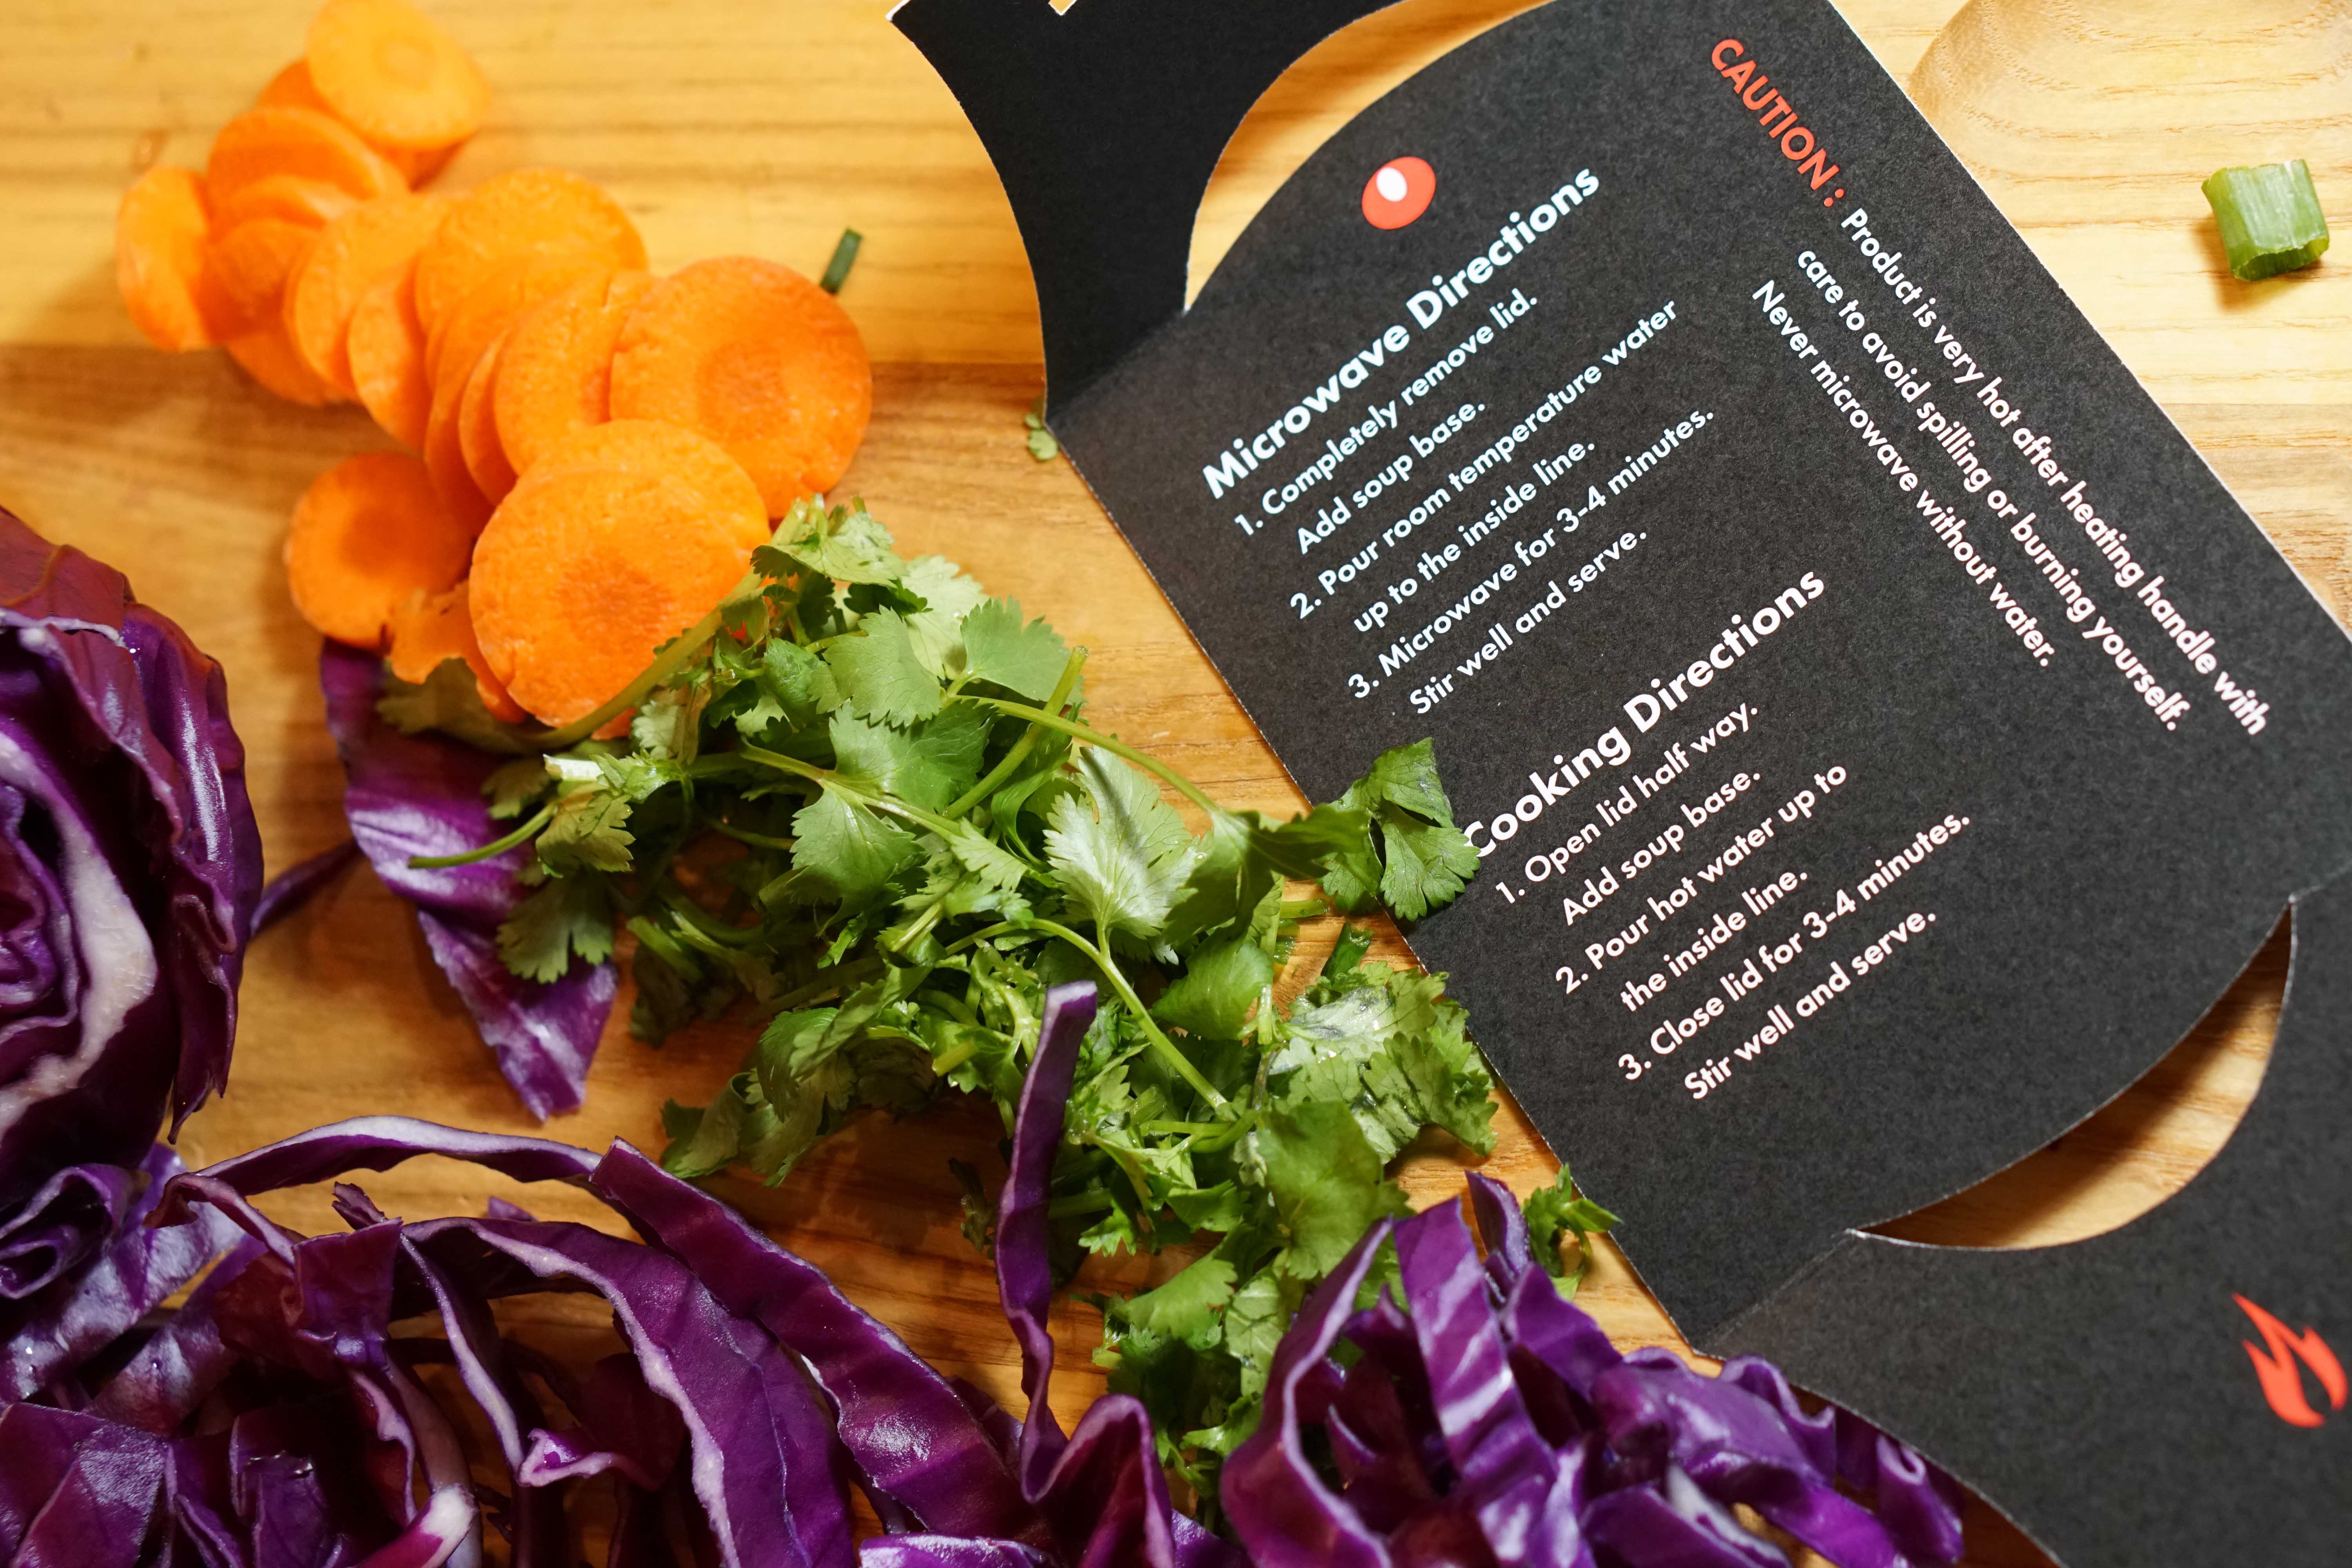 Microwave Directions
1. Completely remove lid.
Add soup base.
2. Pour room temperature water
up to the inside line.
3. Microwave for 3-4 minutes.
Stir well and serve.
Cooking Directions
1. Open lid half way.
Add soup base.
2. Pour hot water up to
the inside line.
3. Close lid for 3-4 minutes.
Stir well and serve.
CAUTION : Product is very hot after heating handle with
care to avoid spilling or burning yourself.
Never microwave without water.